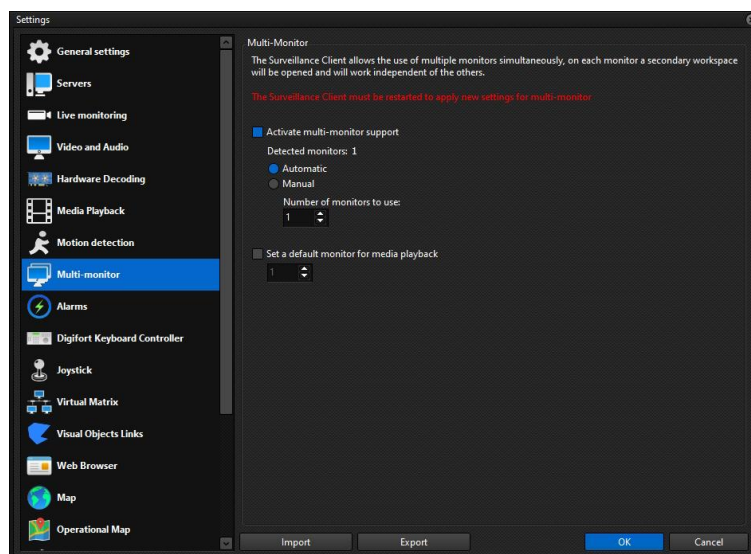 Settings
General settings
Servers
Live monitoring
Video and Audio
Hardware Decoding
Media Playback
Motion detection
Multi-monitor
Alarms
Digifort Keyboard Controller
Joystick
Virtual Matrix
Visual Objects Links
Web Browser
Map
Operational Map
Multi-Monitor
The Surveillance Client allows the use of multiple monitors simultaneously, on each monitor a secondary workspace
will be opened and will work independent of the others.
The Surveillance Client must be restarted to apply new settings for multi-monitor
Activate multi-monitor support
Detected monitors: 1
Automatic
Manual
Number of monitors to use:
1
Set a default monitor for media playback
1
Import
Export
OK
Cancel